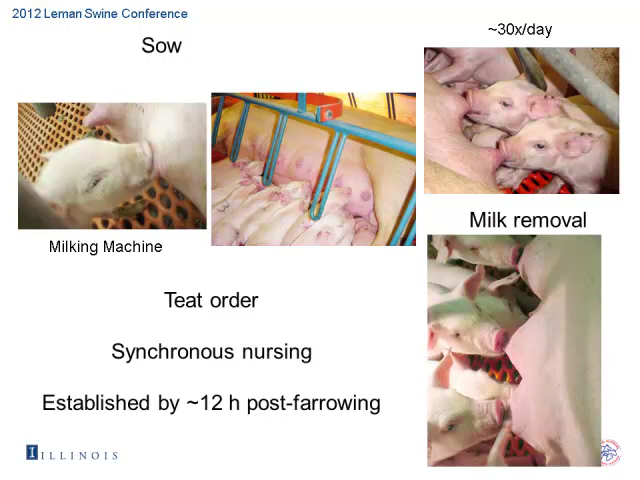 2012 Leman Swine Conference
Sow
~30x/day
Milking Machine
Milk removal
Teat order
Synchronous nursing
Established by ~12 h post-farrowing
I ILLINOIS